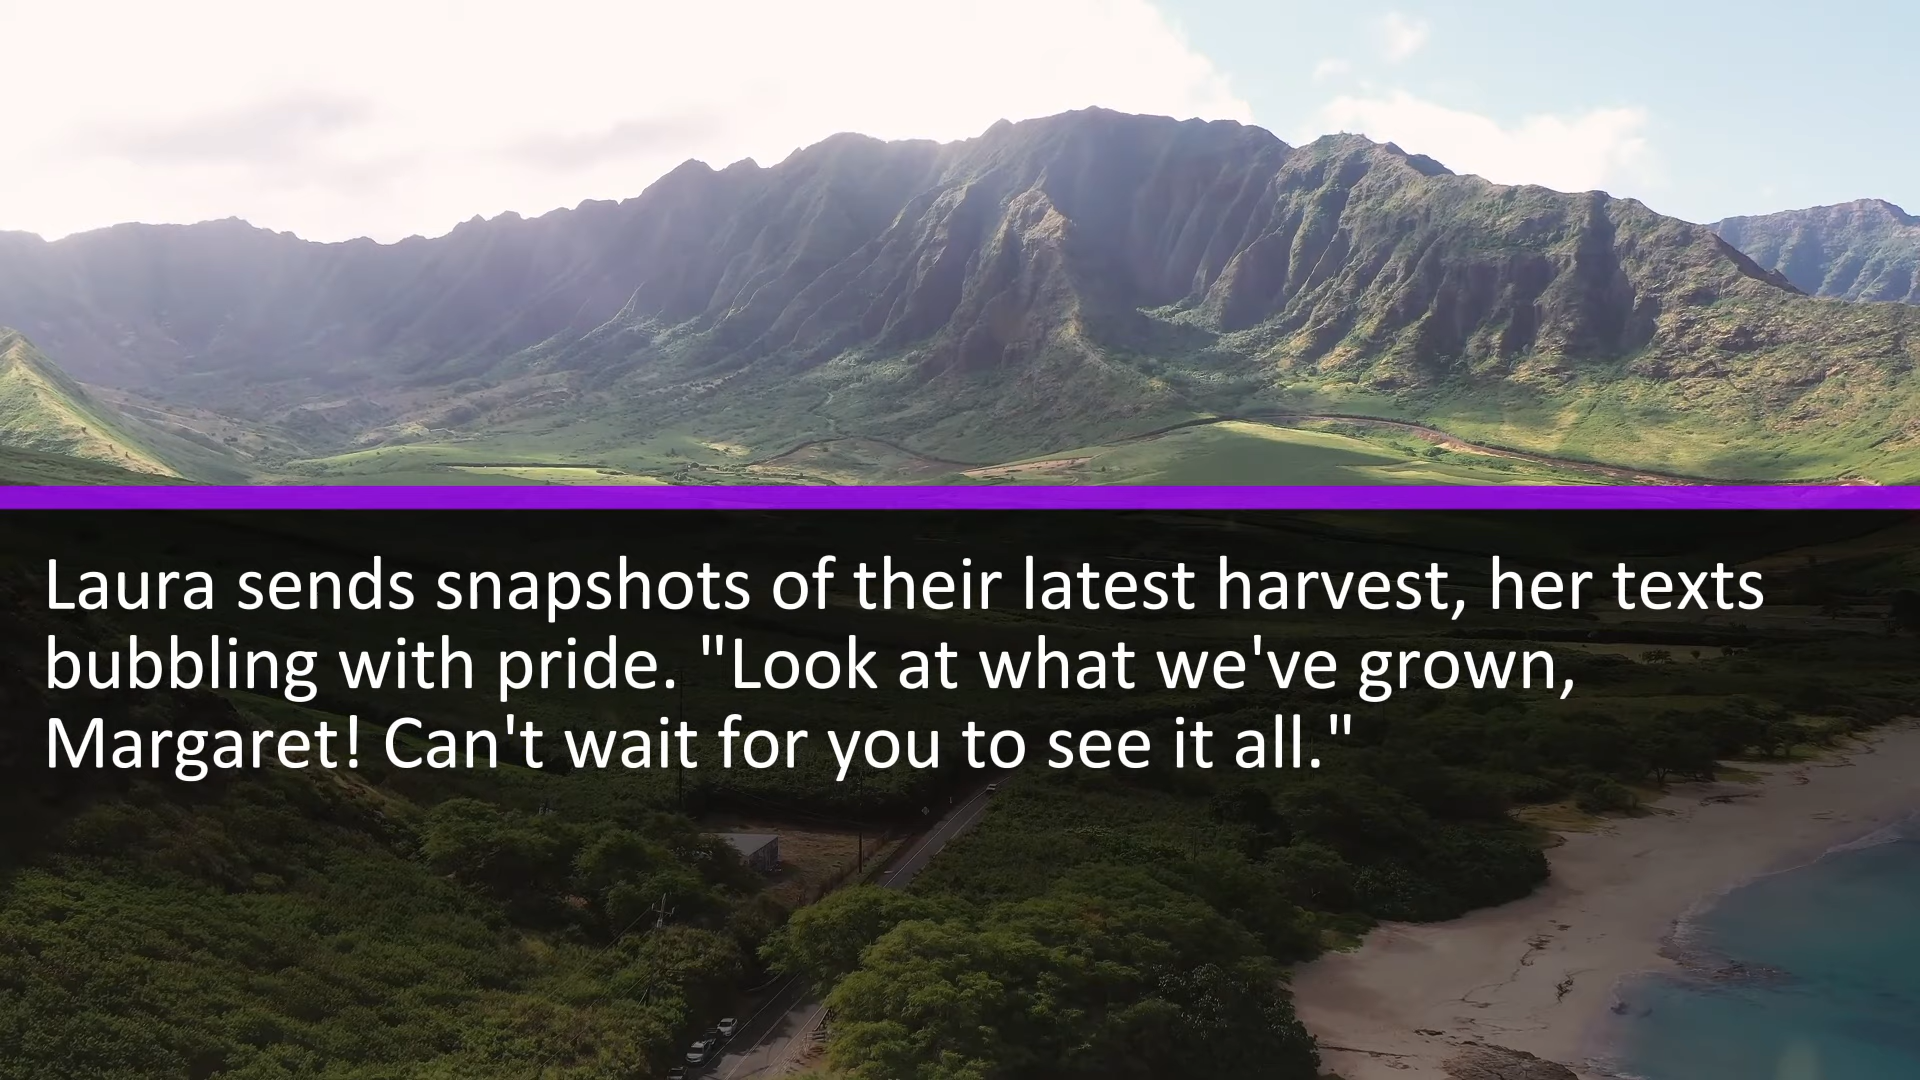 Laura sends snapshots of their latest harvest, her texts
bubbling with pride. "Look at what we've grown,
Margaret! Can't wait for you to see it all."